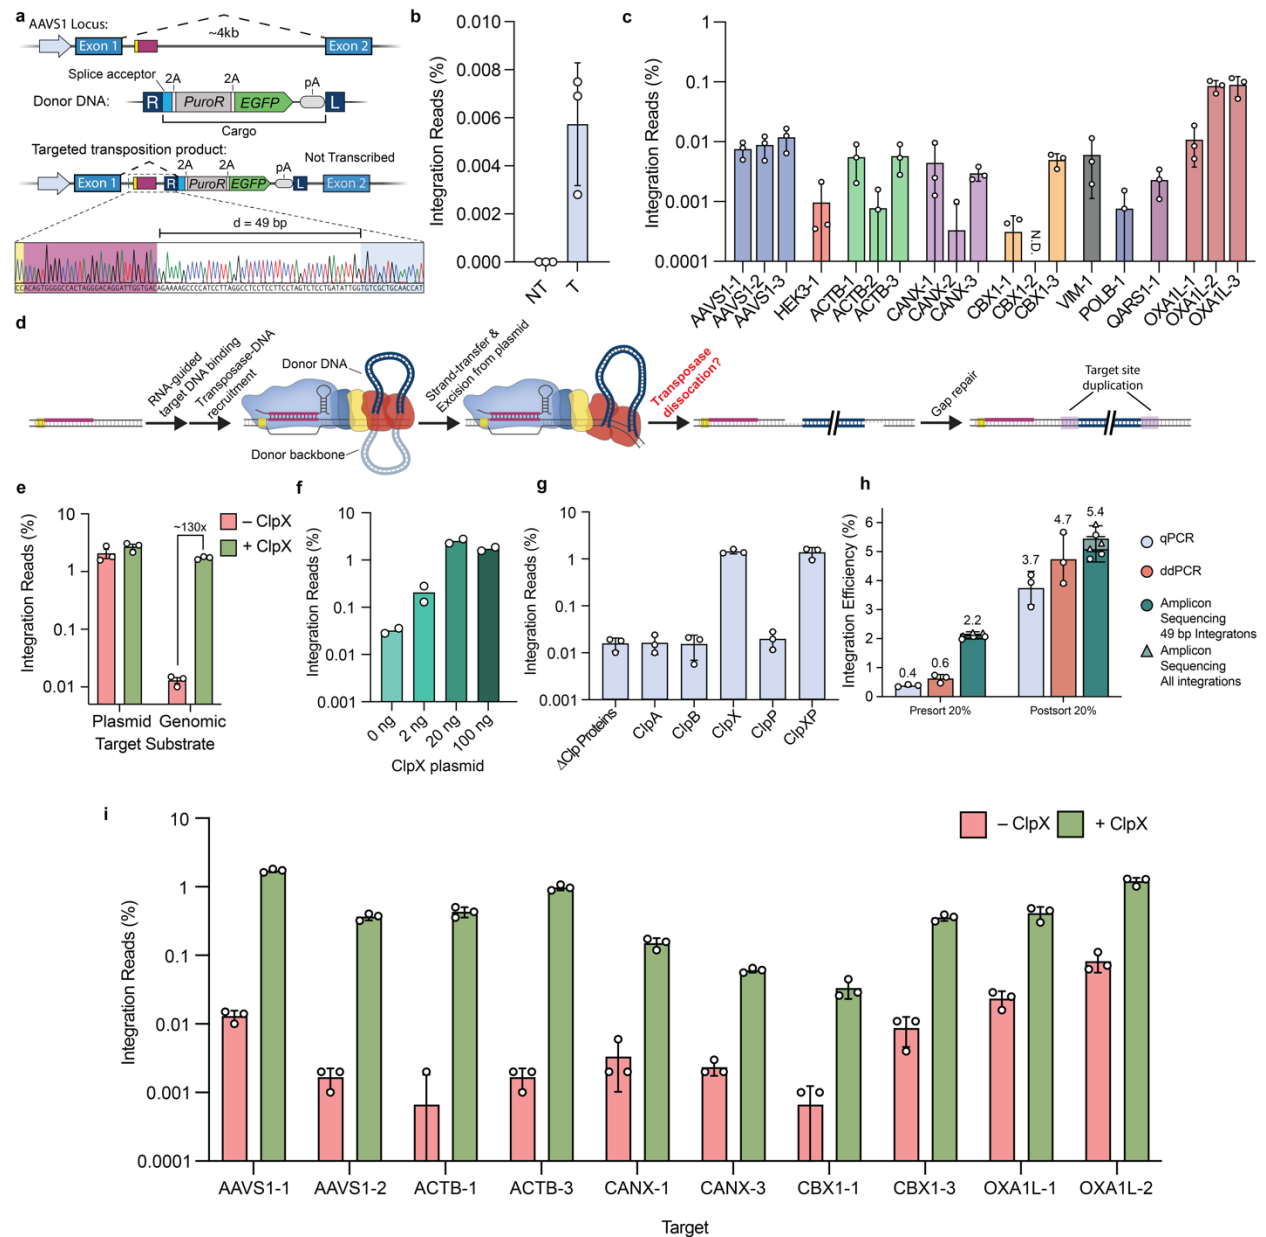 a
AAVS1 Locus:
~4kb
Exon 1
Exon 2
Splice acceptor
2A
2A
pA
Donor DNA:
R
PuroR
EGFP
L
Cargo
Targeted transposition product:
Not Transcribed
2A
2A
pA
Exon 1
R
PuroR
EGFP
L
Exon 2
d = 49 bp
b
Integration Reads (%)
0.010
0.008
0.006
0.004
0.002
0.000
NT
T
c
Integration Reads (%)
1
0.1
0.01
0.001
0.0001
N.D.
AAVS1-1
AAVS1-2
AAVS1-3
HEK3-1
ACTB-1
ACTB-2
ACTB-3
CANX-1
CANX-2
CANX-3
CBX1-1
CBX1-2
CBX1-3
VIM-1
POLB-1
QARS1-1
OXA1L-1
OXA1L-2
OXA1L-3
d
RNA-guided
target DNA binding
Transposase-DNA
recruitment
Donor DNA
Donor backbone
Strand-transfer &
Excision from plasmid
Transposase
dissocation?
Gap repair
Target site
duplication
e
Integration Reads (%)
10
1
0.1
0.01
~130x
– ClpX
+ ClpX
Plasmid
Genomic
Target Substrate
f
Integration Reads (%)
10
1
0.1
0.01
0.001
0 ng
2 ng
20 ng
100 ng
ClpX plasmid
g
Integration Reads (%)
10
1
0.1
0.01
0.001
ΔClp Proteins
ClpA
ClpB
ClpX
ClpP
ClpXP
h
Integration Efficiency (%)
6
5
4
3
2
1
0
0.4
0.6
2.2
3.7
4.7
5.4
Presort 20%
Postsort 20%
qPCR
ddPCR
Amplicon
Sequencing
49 bp Integratons
Amplicon
Sequencing
All integrations
i
Integration Reads (%)
10
1
0.1
0.01
0.001
0.0001
– ClpX
+ ClpX
AAVS1-1
AAVS1-2
ACTB-1
ACTB-3
CANX-1
CANX-3
CBX1-1
CBX1-3
OXA1L-1
OXA1L-2
Target